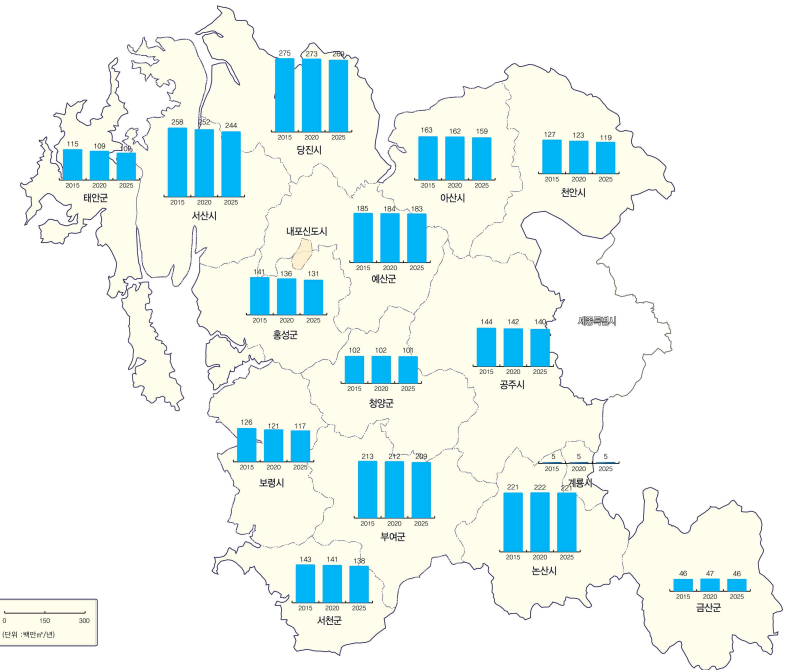 275 273 269
2015 2020 2025
당진시
258 252 244
2015 2020 2025
서산시
115 109
2015 2020 2025
태안군
163 162 159
2015 2020 2025
아산시
127 123 119
2015 2020 2025
천안시
185 184 183
2015 2020 2025
예산군
내포신도시
141 136 131
2015 2020 2025
홍성군
세종특별시
144 142 140
2015 2020 2025
공주시
102 102 101
2015 2020 2025
청양군
126 121 117
2015 2020 2025
보령시
213 212 209
2015 2020 2025
부여군
5 5 5
2015 2020 2025
계룡시
221 222 221
2015 2020 2025
논산시
143 141 138
2015 2020 2025
서천군
46 47 46
2015 2020 2025
금산군
0 150 300
(단위 : 백만㎥/년)